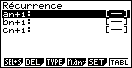 Récurrence
an+1:        [—]
bn+1:        [—]
cn+1:        [—]
SEL+S DEL TYPE n.an▸ SET TABL